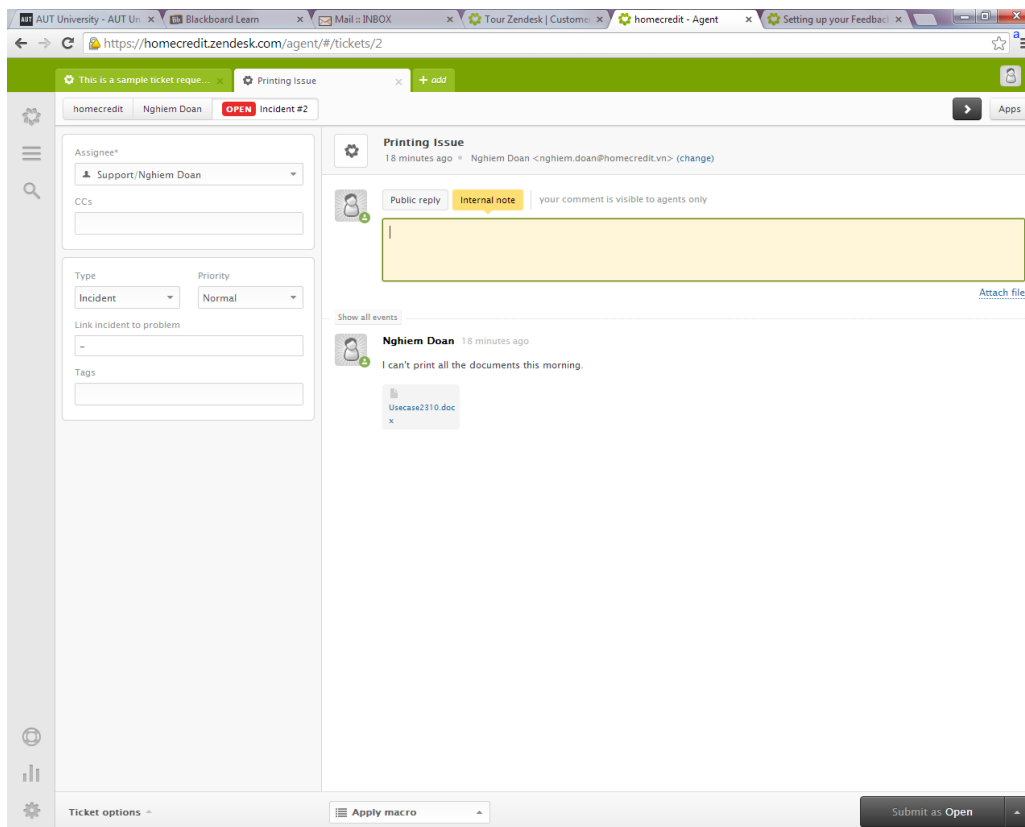 AUT University - AUT Un
Blackboard Learn
Mail :: INBOX
Tour Zendesk | Custome
homecredit - Agent
Setting up your Feedbac
https://homecredit.zendesk.com/agent/#/tickets/2
This is a sample ticket reque...
Printing Issue
+ add
homecredit
Nghiem Doan
OPEN Incident #2
Apps
Assignee*
Support/Nghiem Doan
CCs
Type
Priority
Incident
Normal
Link incident to problem
-
Tags
Printing Issue
18 minutes ago Nghiem Doan <nghiem.doan@homecredit.vn> (change)
Public reply
Internal note
your comment is visible to agents only
Attach file
Show all events
Nghiem Doan 18 minutes ago
I can't print all the documents this morning.
Usecase2310.doc
x
Ticket options
Apply macro
Submit as Open